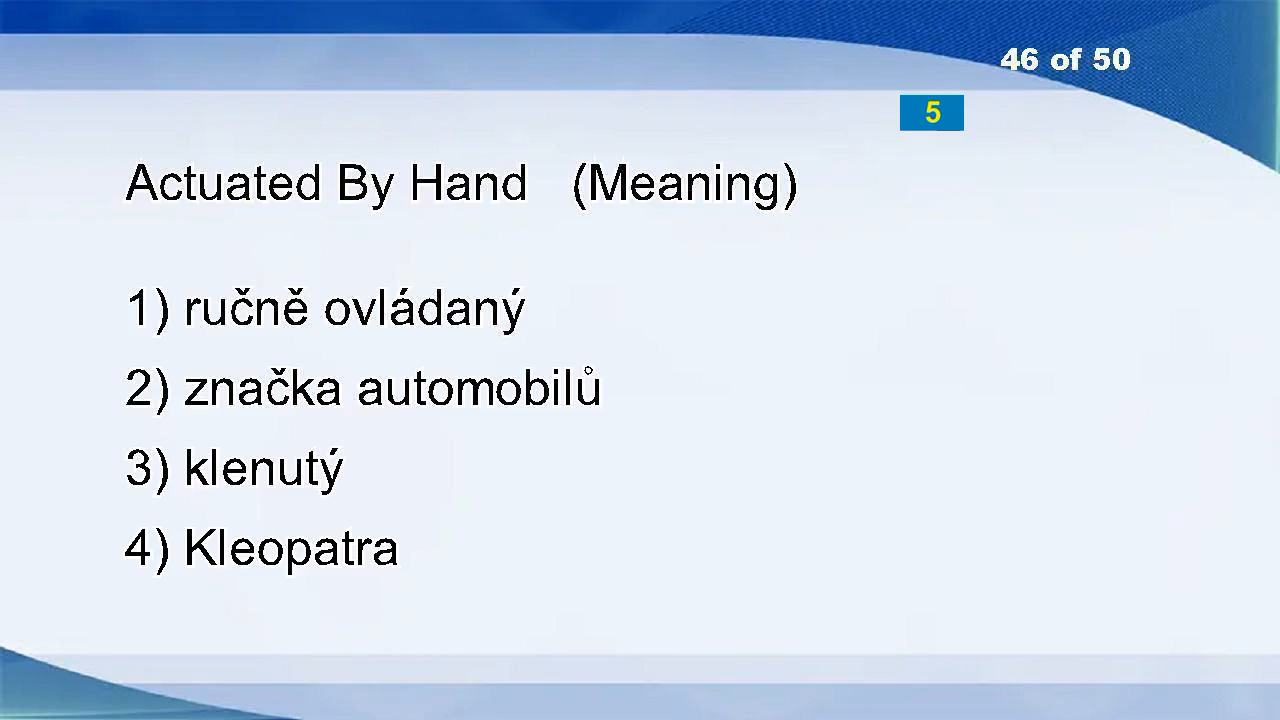 46 of 50
5
Actuated By Hand (Meaning)
1) ručně ovládaný
2) značka automobilů
3) klenutý
4) Kleopatra